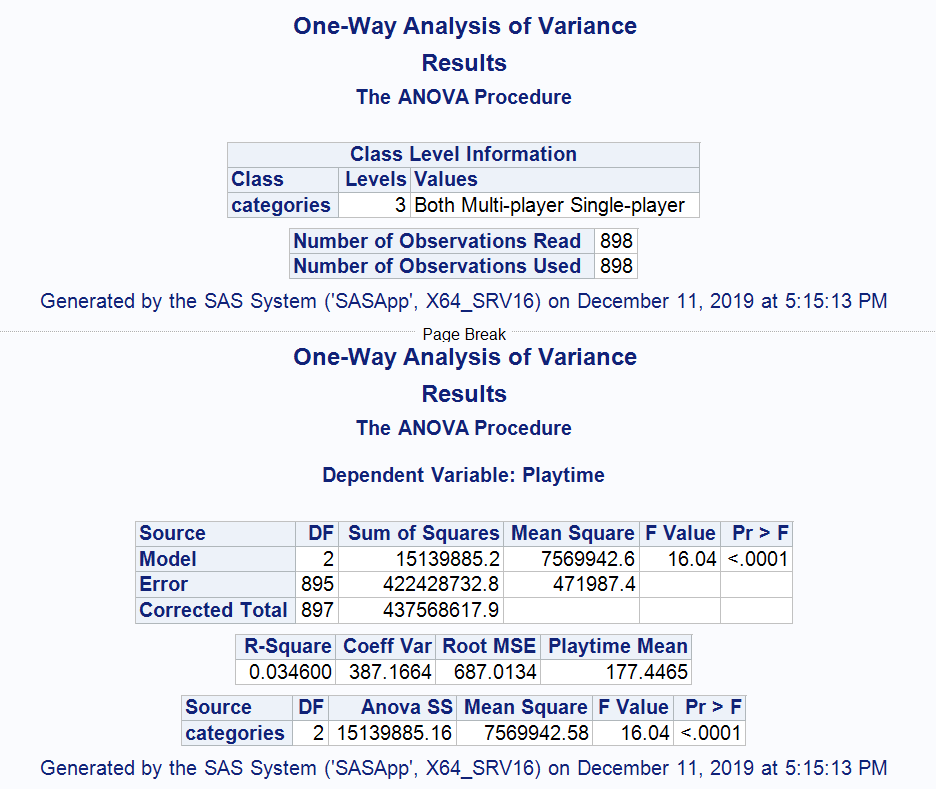 One-Way Analysis of Variance
Results
The ANOVA Procedure
Class Level Information
Class Levels Values
categories 3 Both Multi-player Single-player
Number of Observations Read 898
Number of Observations Used 898
Generated by the SAS System ('SASApp', X64_SRV16) on December 11, 2019 at 5:15:13 PM
Page Break
One-Way Analysis of Variance
Results
The ANOVA Procedure
Dependent Variable: Playtime
Source DF Sum of Squares Mean Square F Value Pr > F
Model 2 15139885.2 7569942.6 16.04 <.0001
Error 895 422428732.8 471987.4
Corrected Total 897 437568617.9
R-Square Coeff Var Root MSE Playtime Mean
0.034600 387.1664 687.0134 177.4465
Source DF Anova SS Mean Square F Value Pr > F
categories 2 15139885.16 7569942.58 16.04 <.0001
Generated by the SAS System ('SASApp', X64_SRV16) on December 11, 2019 at 5:15:13 PM